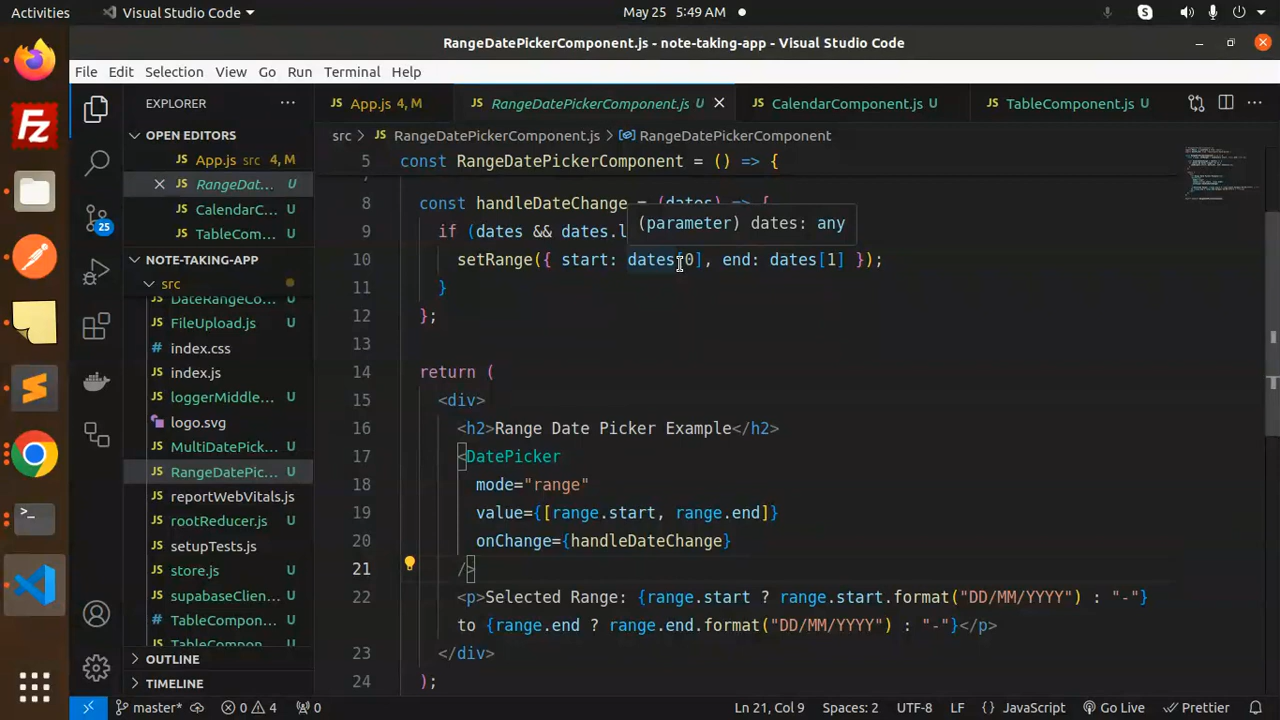 Activities
Visual Studio Code
May 25 5:49 AM
RangeDatePickerComponent.js - note-taking-app - Visual Studio Code
File Edit Selection View Go Run Terminal Help
EXPLORER
App.js 4, M
RangeDatePickerComponent.js U
CalendarComponent.js U
TableComponent.js U
OPEN EDITORS
App.js src 4, M
RangeDat... U
CalendarC... U
TableCom... U
NOTE-TAKING-APP
src
DateRangeCo... U
FileUpload.js U
index.css
index.js
loggerMiddle... U
logo.svg
MultiDatePick... U
RangeDatePic... U
reportWebVitals.js
rootReducer.js U
setupTests.js
store.js U
supabaseClien... U
TableCompon... U
TableCompon... U
OUTLINE
TIMELINE
25
src > RangeDatePickerComponent.js > RangeDatePickerComponent
5 const RangeDatePickerComponent = () => {
7
8 const handleDateChange = (dates) => {
(parameter) dates: any
9 if (dates && dates.l
10 setRange({ start: dates[0], end: dates[1] });
11 }
12 };
13
14 return (
15 <div>
16 <h2>Range Date Picker Example</h2>
17 <DatePicker
18 mode="range"
19 value={[range.start, range.end]}
20 onChange={handleDateChange}
21 />
22 <p>Selected Range: {range.start ? range.start.format("DD/MM/YYYY") : "-"}
to {range.end ? range.end.format("DD/MM/YYYY") : "-"}</p>
23 </div>
24 );
master* 0 4 0 Ln 21, Col 9 Spaces: 2 UTF-8 LF {} JavaScript Go Live Prettier